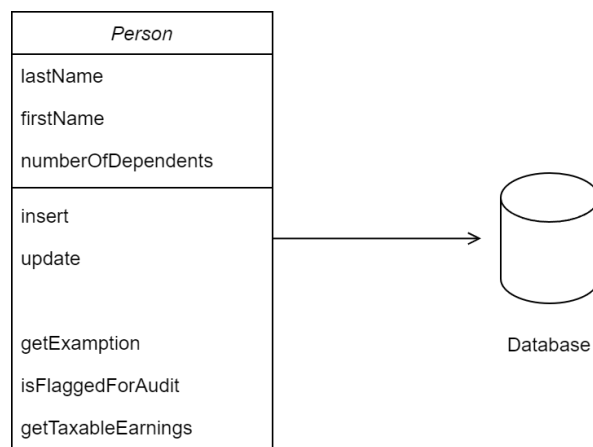 Person
lastName
firstName
numberOfDependents
insert
update
getExamption
isFlaggedForAudit
getTaxableEarnings
Database